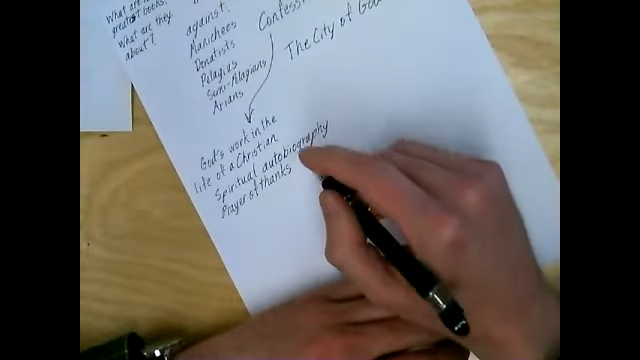 What are
greatest books?
What are they
about?
against:
Manichees
Donatists
Pelagius
Semi-Pelagians
Arians
Confessi
The City of God
God's work in the
life of a Christian
Spiritual autobiography
Prayer of thanks